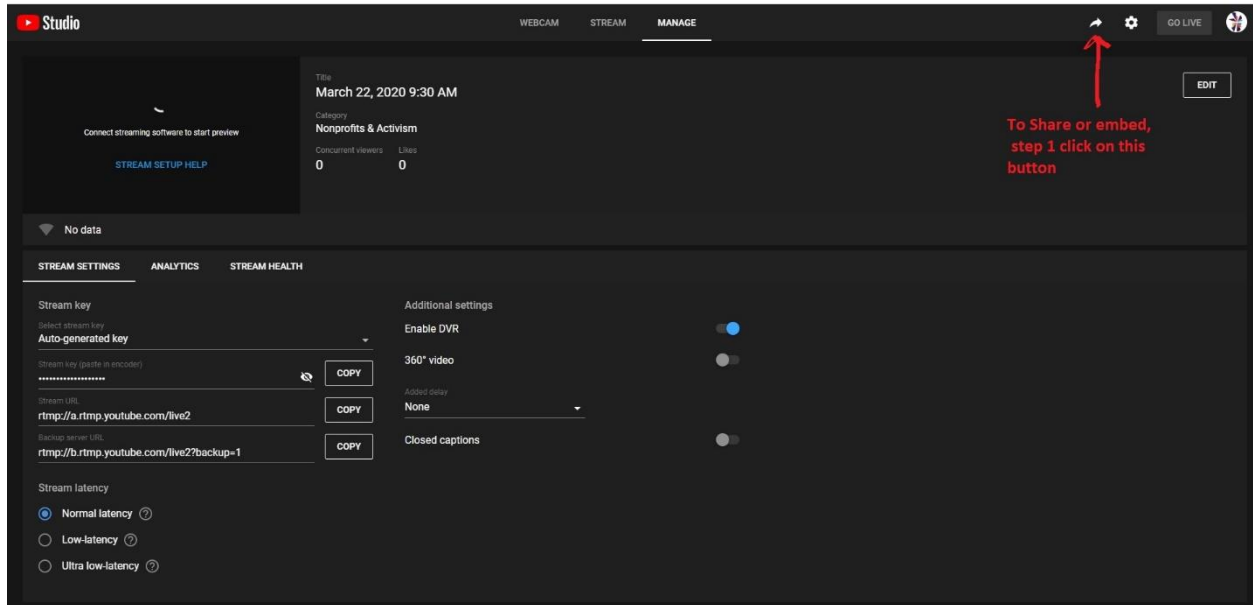 Studio
WEBCAM STREAM MANAGE
GO LIVE
Connect streaming software to start preview
STREAM SETUP HELP
Title
March 22, 2020 9:30 AM
Category
Nonprofits & Activism
Concurrent viewers Likes
0 0
EDIT
To Share or embed,
step 1 click on this
button
No data
STREAM SETTINGS ANALYTICS STREAM HEALTH
Stream key
Select stream key
Auto-generated key
Stream key (paste in encoder)
•••••••••••••••••••
COPY
Stream URL
rtmp://a.rtmp.youtube.com/live2
COPY
Backup server URL
rtmp://b.rtmp.youtube.com/live2?backup=1
COPY
Stream latency
Normal latency
Low-latency
Ultra low-latency
Additional settings
Enable DVR
360° video
Added delay
None
Closed captions